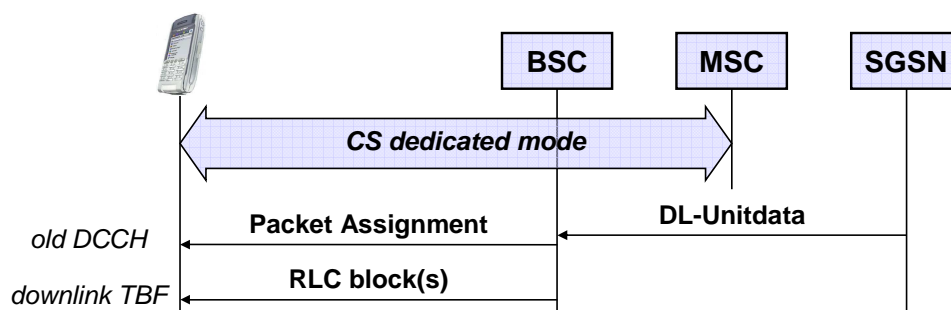 BSC
MSC
SGSN
CS dedicated mode
DL-Unitdata
Packet Assignment
old DCCH
RLC block(s)
downlink TBF